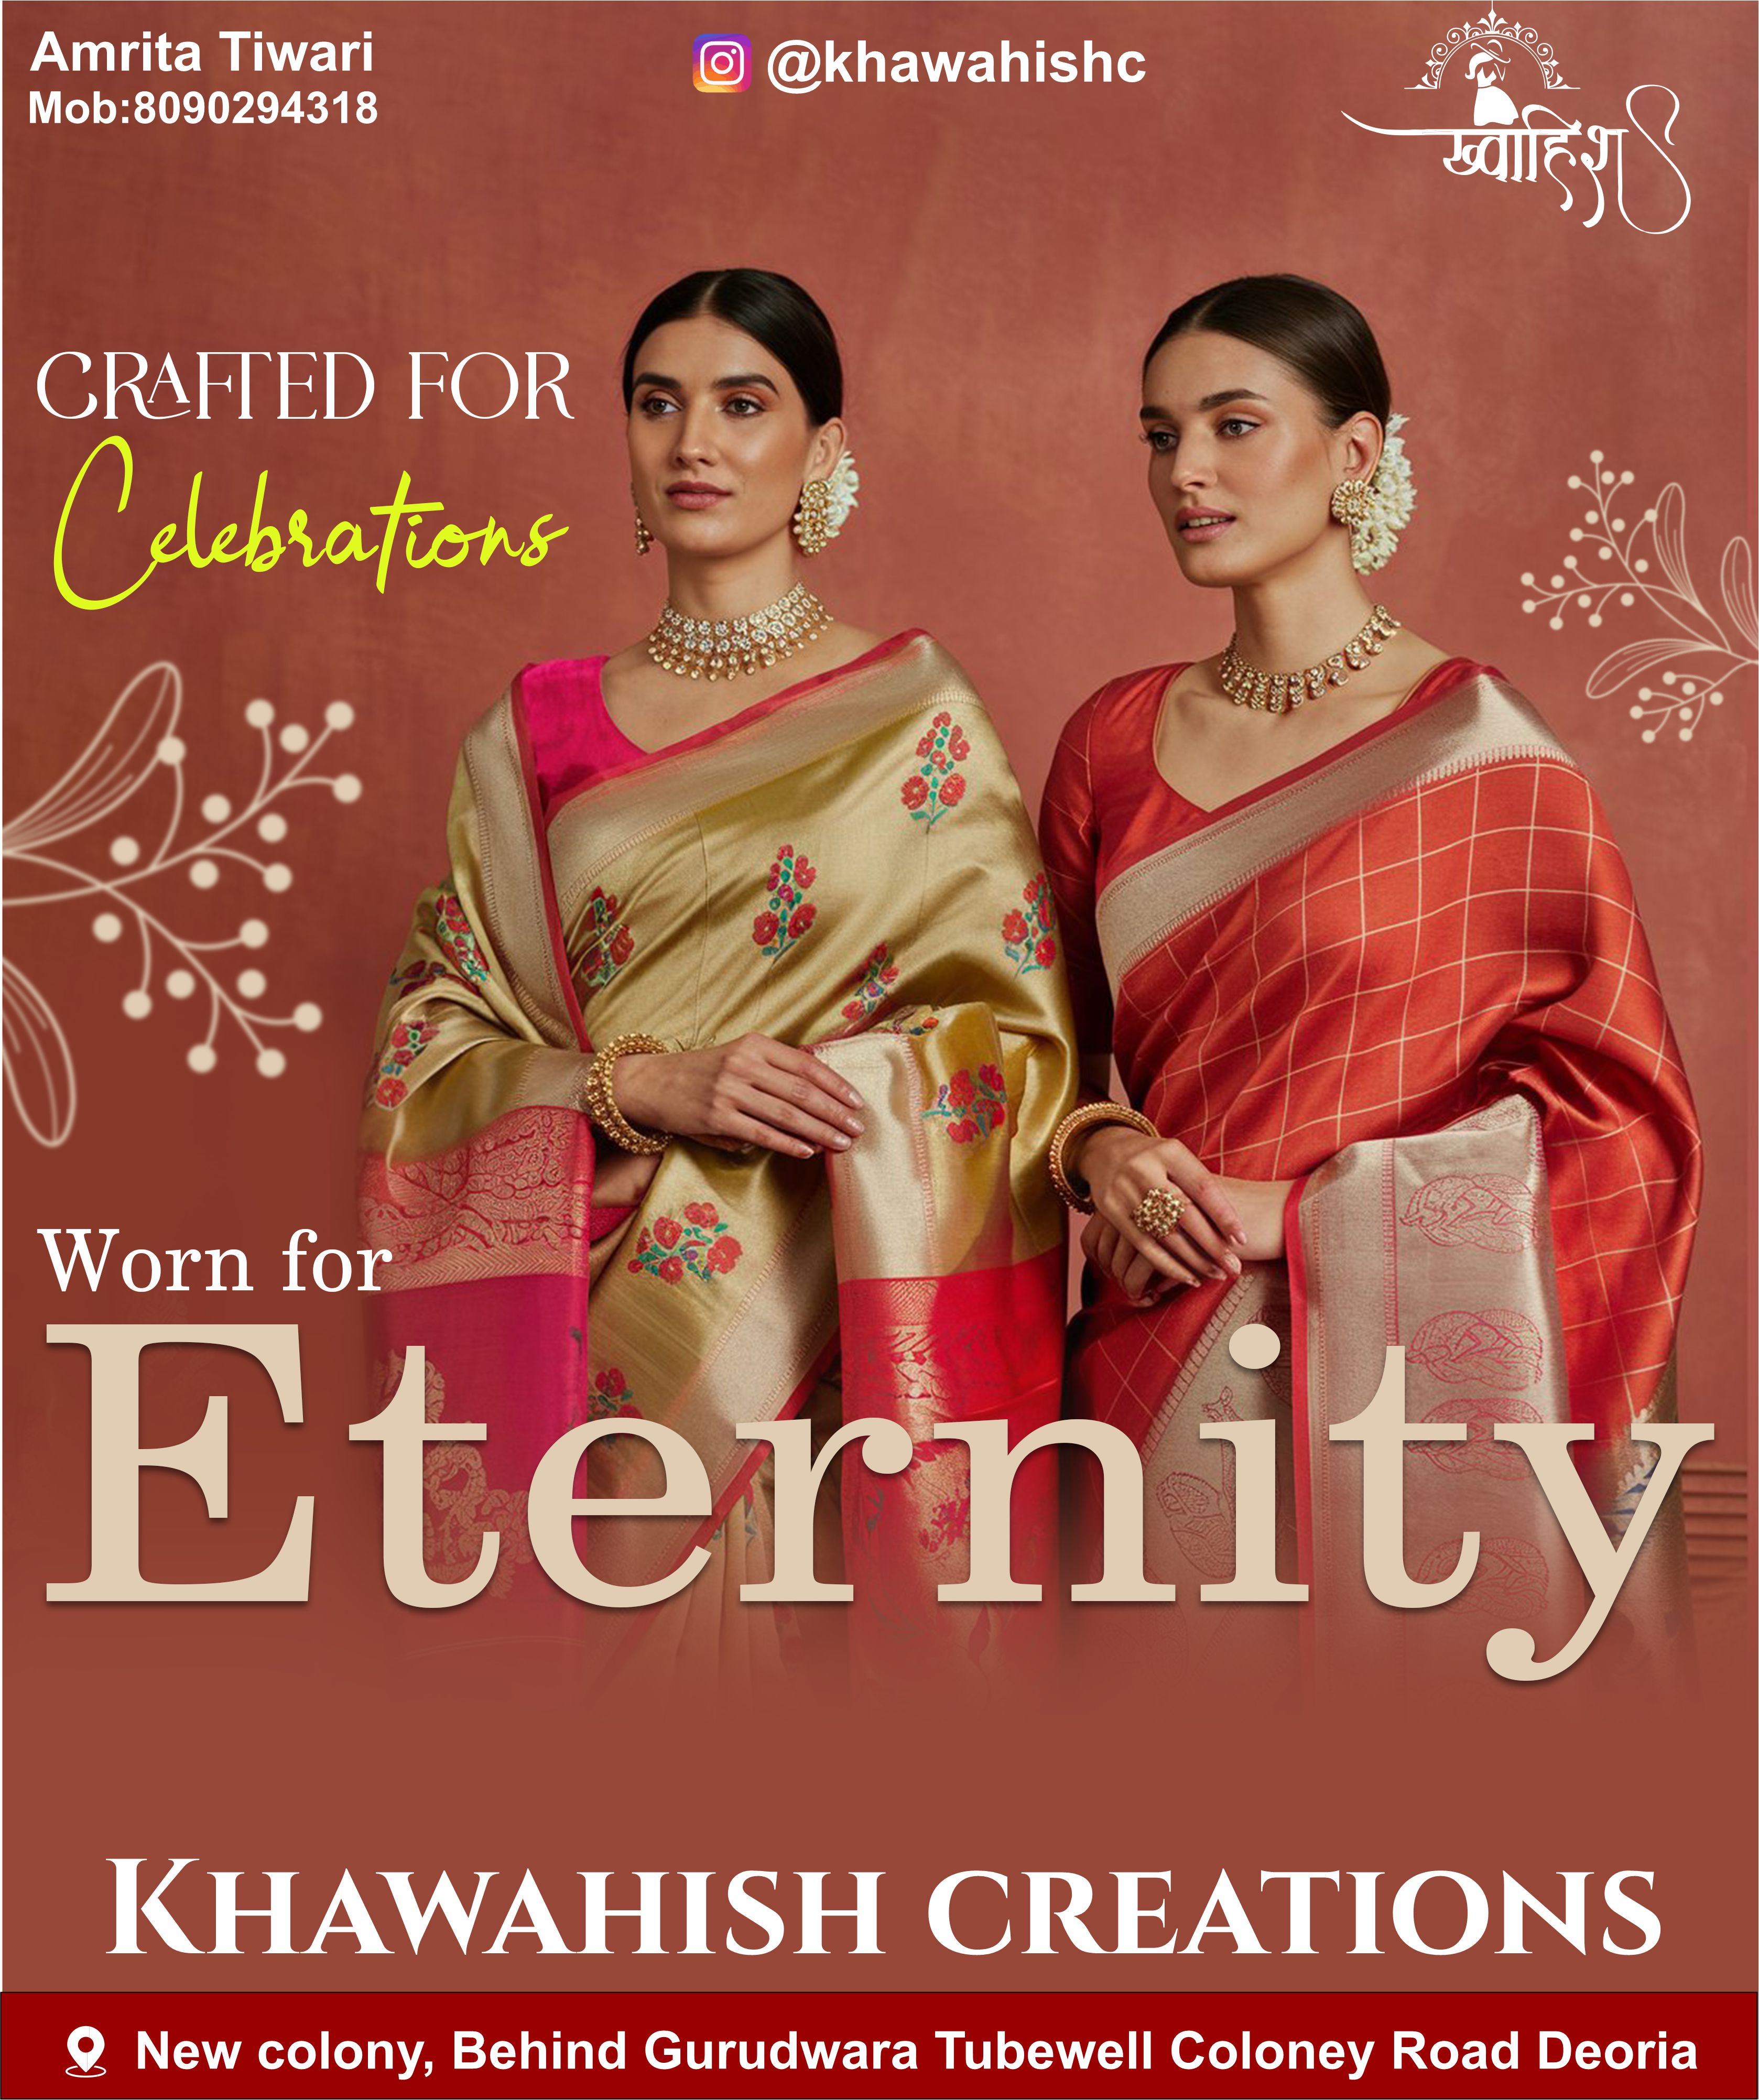 Amrita Tiwari
Mob:8090294318
@khawahishc
ख्वाहिश
CRAFTED FOR
Celebrations
Worn for
Eternity
KHAWAHISH CREATIONS
New colony, Behind Gurudwara Tubewell Coloney Road Deoria